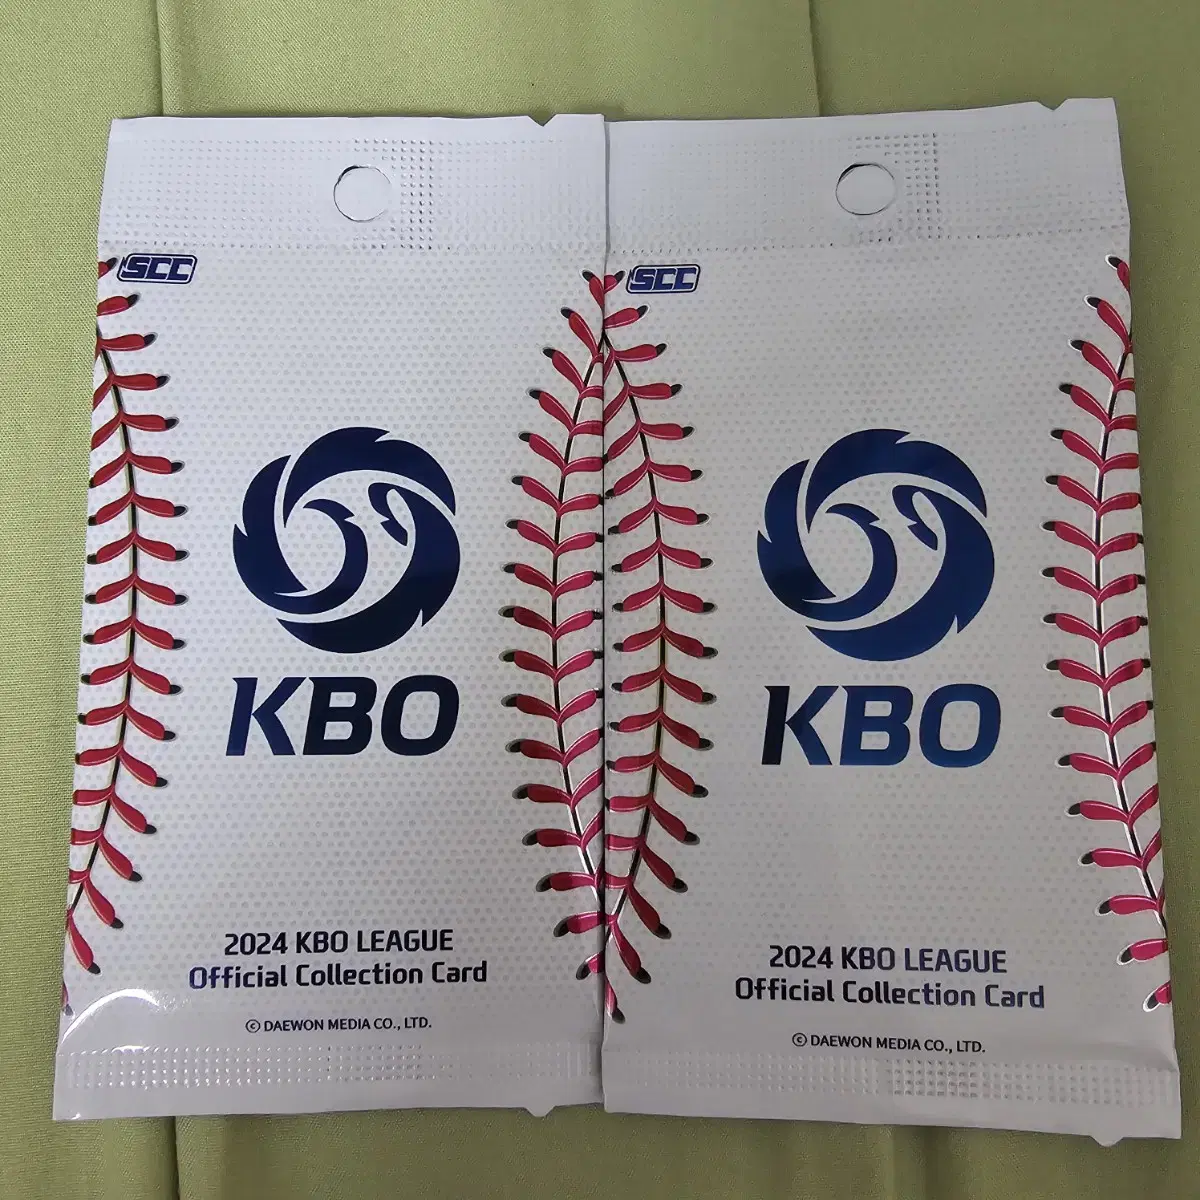 SCC
KBO
2024 KBO LEAGUE
Official Collection Card
© DAEWON MEDIA CO., LTD.
SCC
KBO
2024 KBO LEAGUE
Official Collection Card
© DAEWON MEDIA CO., LTD.